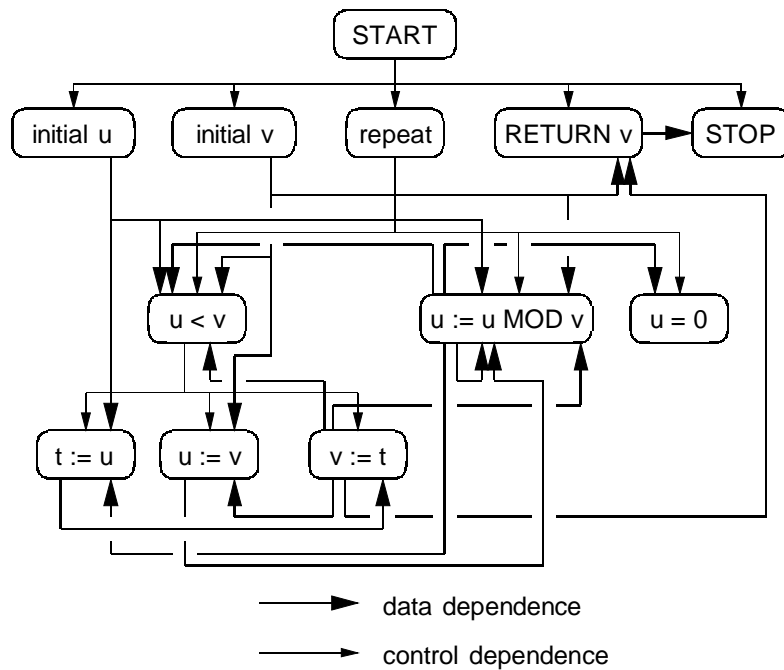 START
initial u
initial v
repeat
RETURN v
STOP
u < v
u := u MOD v
u = 0
t := u
u := v
v := t
data dependence
control dependence